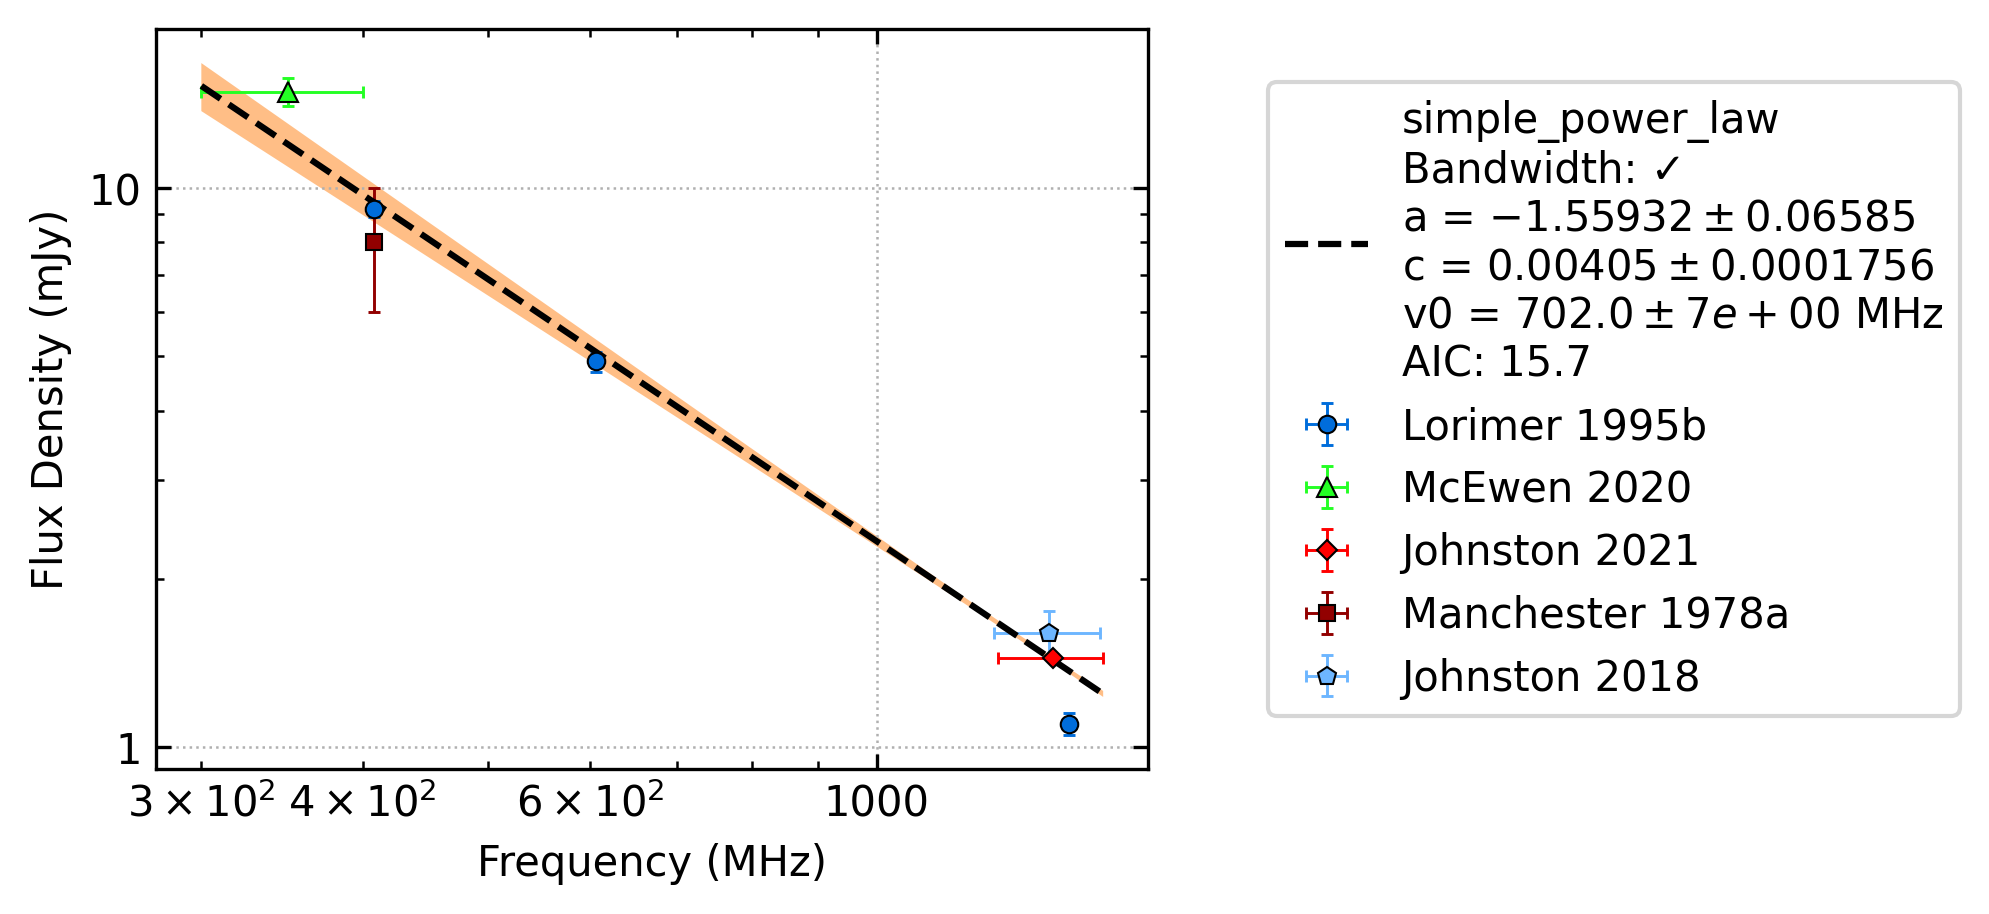 10
1
Flux Density (mJy)
3 × 10² 4 × 10² 6 × 10² 1000
Frequency (MHz)
simple_power_law
Bandwidth: ✓
a = −1.55932 ± 0.06585
c = 0.00405 ± 0.0001756
v0 = 702.0 ± 7e + 00 MHz
AIC: 15.7
Lorimer 1995b
McEwen 2020
Johnston 2021
Manchester 1978a
Johnston 2018